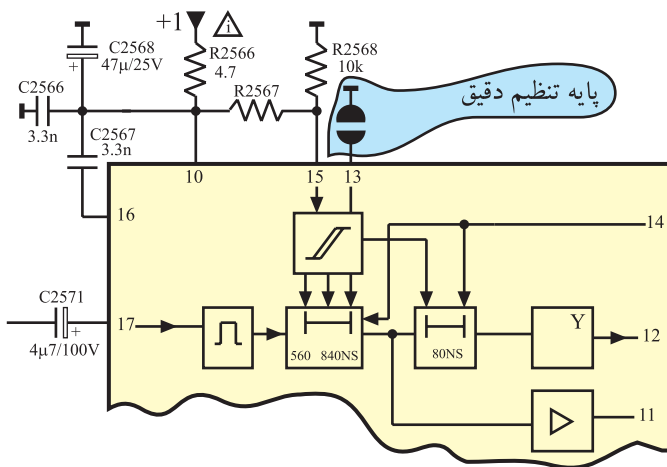 +1
i
C2568
47µ/25V
+
R2566
4.7
R2568
10k
C2566
3.3n
R2567
پایه تنظیم دقیق
C2567
3.3n
10
15
13
16
14
C2571
+
4µ7/100V
17
560
840NS
80NS
Y
12
11